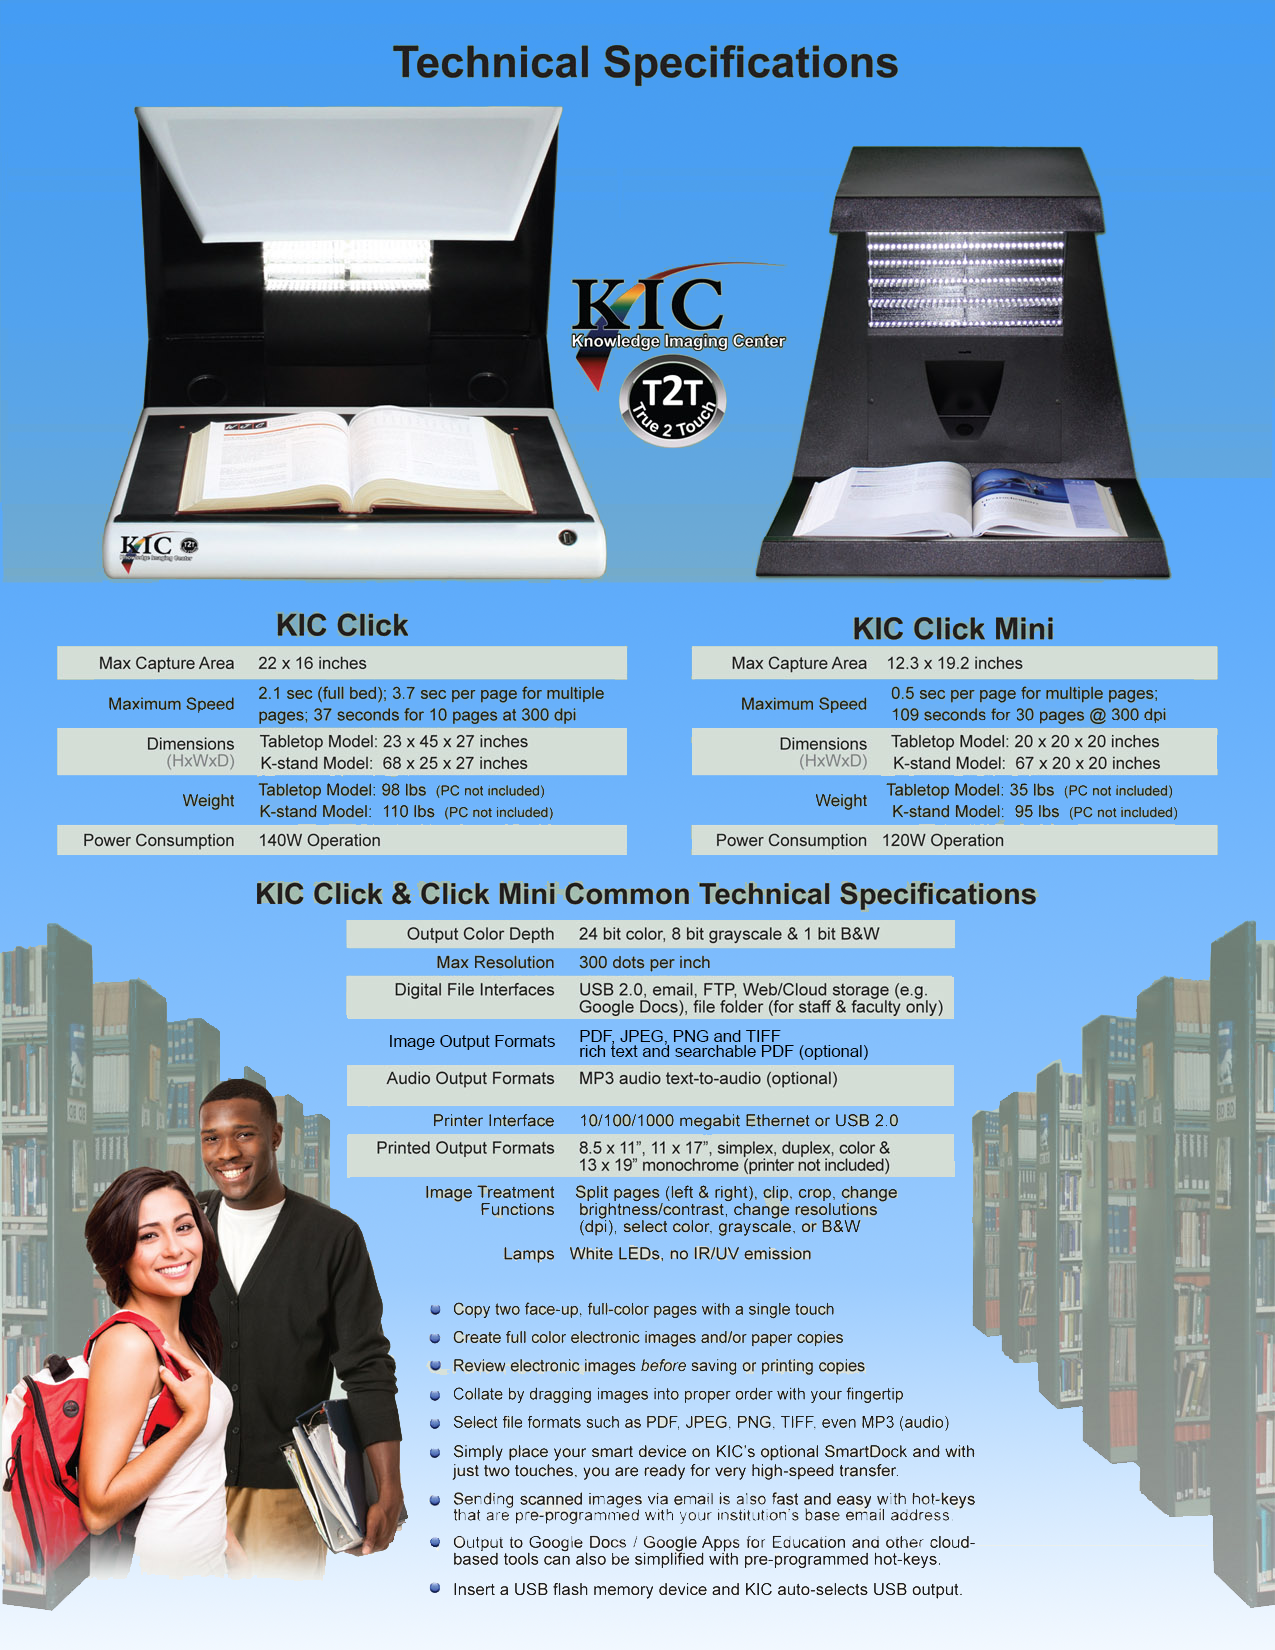 Technical Specifications
KIC
Knowledge Imaging Center
T2T
True 2 Touch
KIC T2T
Knowledge Imaging Center
KIC Click
Max Capture Area 22 x 16 inches
Maximum Speed 2.1 sec (full bed); 3.7 sec per page for multiple
pages; 37 seconds for 10 pages at 300 dpi
Dimensions Tabletop Model: 23 x 45 x 27 inches
(HxWxD) K-stand Model: 68 x 25 x 27 inches
Weight Tabletop Model: 98 lbs (PC not included)
K-stand Model: 110 lbs (PC not included)
Power Consumption 140W Operation
KIC Click Mini
Max Capture Area 12.3 x 19.2 inches
Maximum Speed 0.5 sec per page for multiple pages;
109 seconds for 30 pages @ 300 dpi
Dimensions Tabletop Model: 20 x 20 x 20 inches
(HxWxD) K-stand Model: 67 x 20 x 20 inches
Weight Tabletop Model: 35 lbs (PC not included)
K-stand Model: 95 lbs (PC not included)
Power Consumption 120W Operation
KIC Click & Click Mini Common Technical Specifications
Output Color Depth 24 bit color, 8 bit grayscale & 1 bit B&W
Max Resolution 300 dots per inch
Digital File Interfaces USB 2.0, email, FTP, Web/Cloud storage (e.g.
Google Docs), file folder (for staff & faculty only)
Image Output Formats PDF, JPEG, PNG and TIFF
rich text and searchable PDF (optional)
Audio Output Formats MP3 audio text-to-audio (optional)
Printer Interface 10/100/1000 megabit Ethernet or USB 2.0
Printed Output Formats 8.5 x 11”, 11 x 17”, simplex, duplex, color &
13 x 19” monochrome (printer not included)
Image Treatment Split pages (left & right), clip, crop, change
Functions brightness/contrast, change resolutions
(dpi), select color, grayscale, or B&W
Lamps White LEDs, no IR/UV emission
Copy two face-up, full-color pages with a single touch
Create full color electronic images and/or paper copies
Review electronic images before saving or printing copies
Collate by dragging images into proper order with your fingertip
Select file formats such as PDF, JPEG, PNG, TIFF, even MP3 (audio)
Simply place your smart device on KIC’s optional SmartDock and with
just two touches, you are ready for very high-speed transfer.
Sending scanned images via email is also fast and easy with hot-keys
that are pre-programmed with your institution’s base email address.
Output to Google Docs / Google Apps for Education and other cloud-
based tools can also be simplified with pre-programmed hot-keys.
Insert a USB flash memory device and KIC auto-selects USB output.